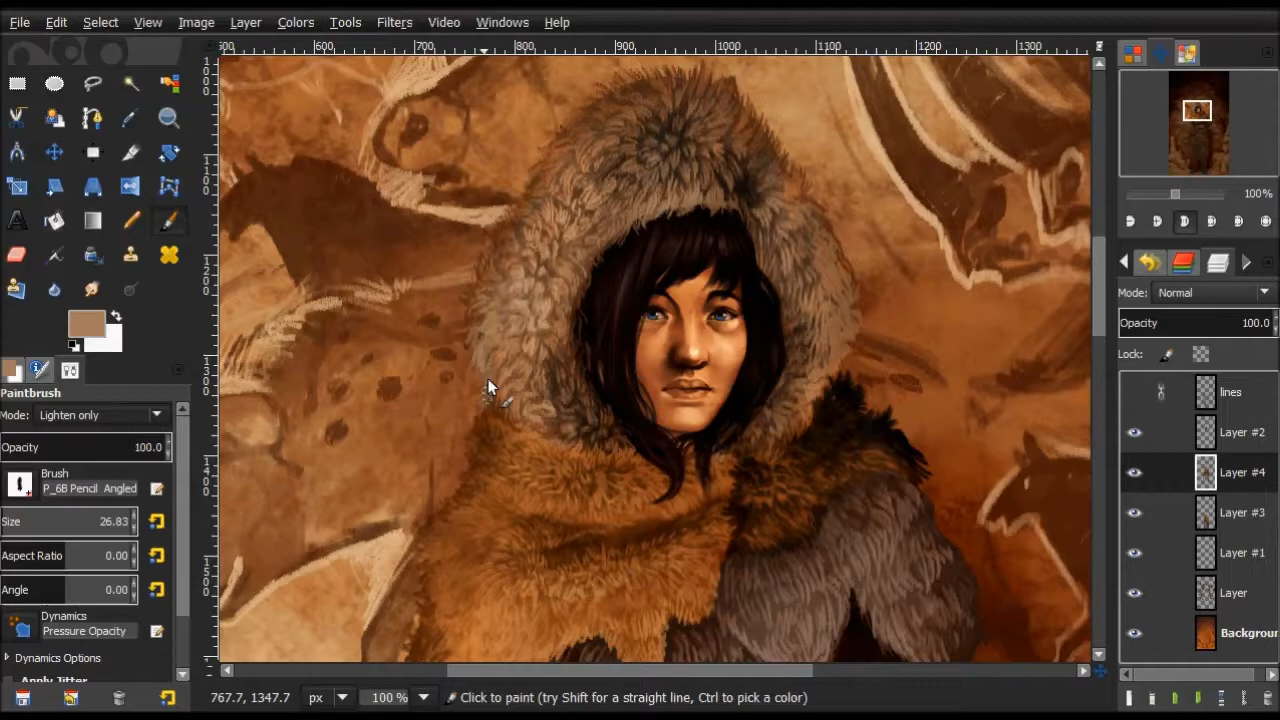 File Edit Select View Image Layer Colors Tools Filters Video Windows Help
600 700 800 900 1000 1100 1200 1300
100%
Mode: Normal
Opacity 100.0
Lock:
lines
Layer #2
Layer #4
Layer #3
Layer #1
Layer
Backgrour
Paintbrush
Mode: Lighten only
Opacity 100.0
Brush
P_6B Pencil Angled
Size 26.83
Aspect Ratio 0.00
Angle 0.00
Dynamics
Pressure Opacity
Dynamics Options
Apply Jitter
767.7, 1347.7 px 100 % Click to paint (try Shift for a straight line, Ctrl to pick a color)